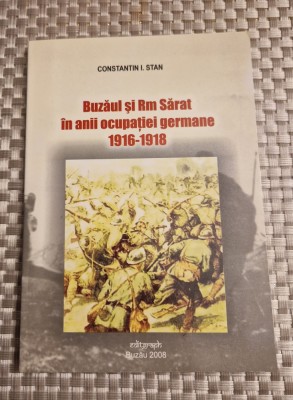 CONSTANTIN I. STAN
Buzăul și Rm Sărat
în anii ocupației germane
1916-1918
editgraph
Buzău 2008